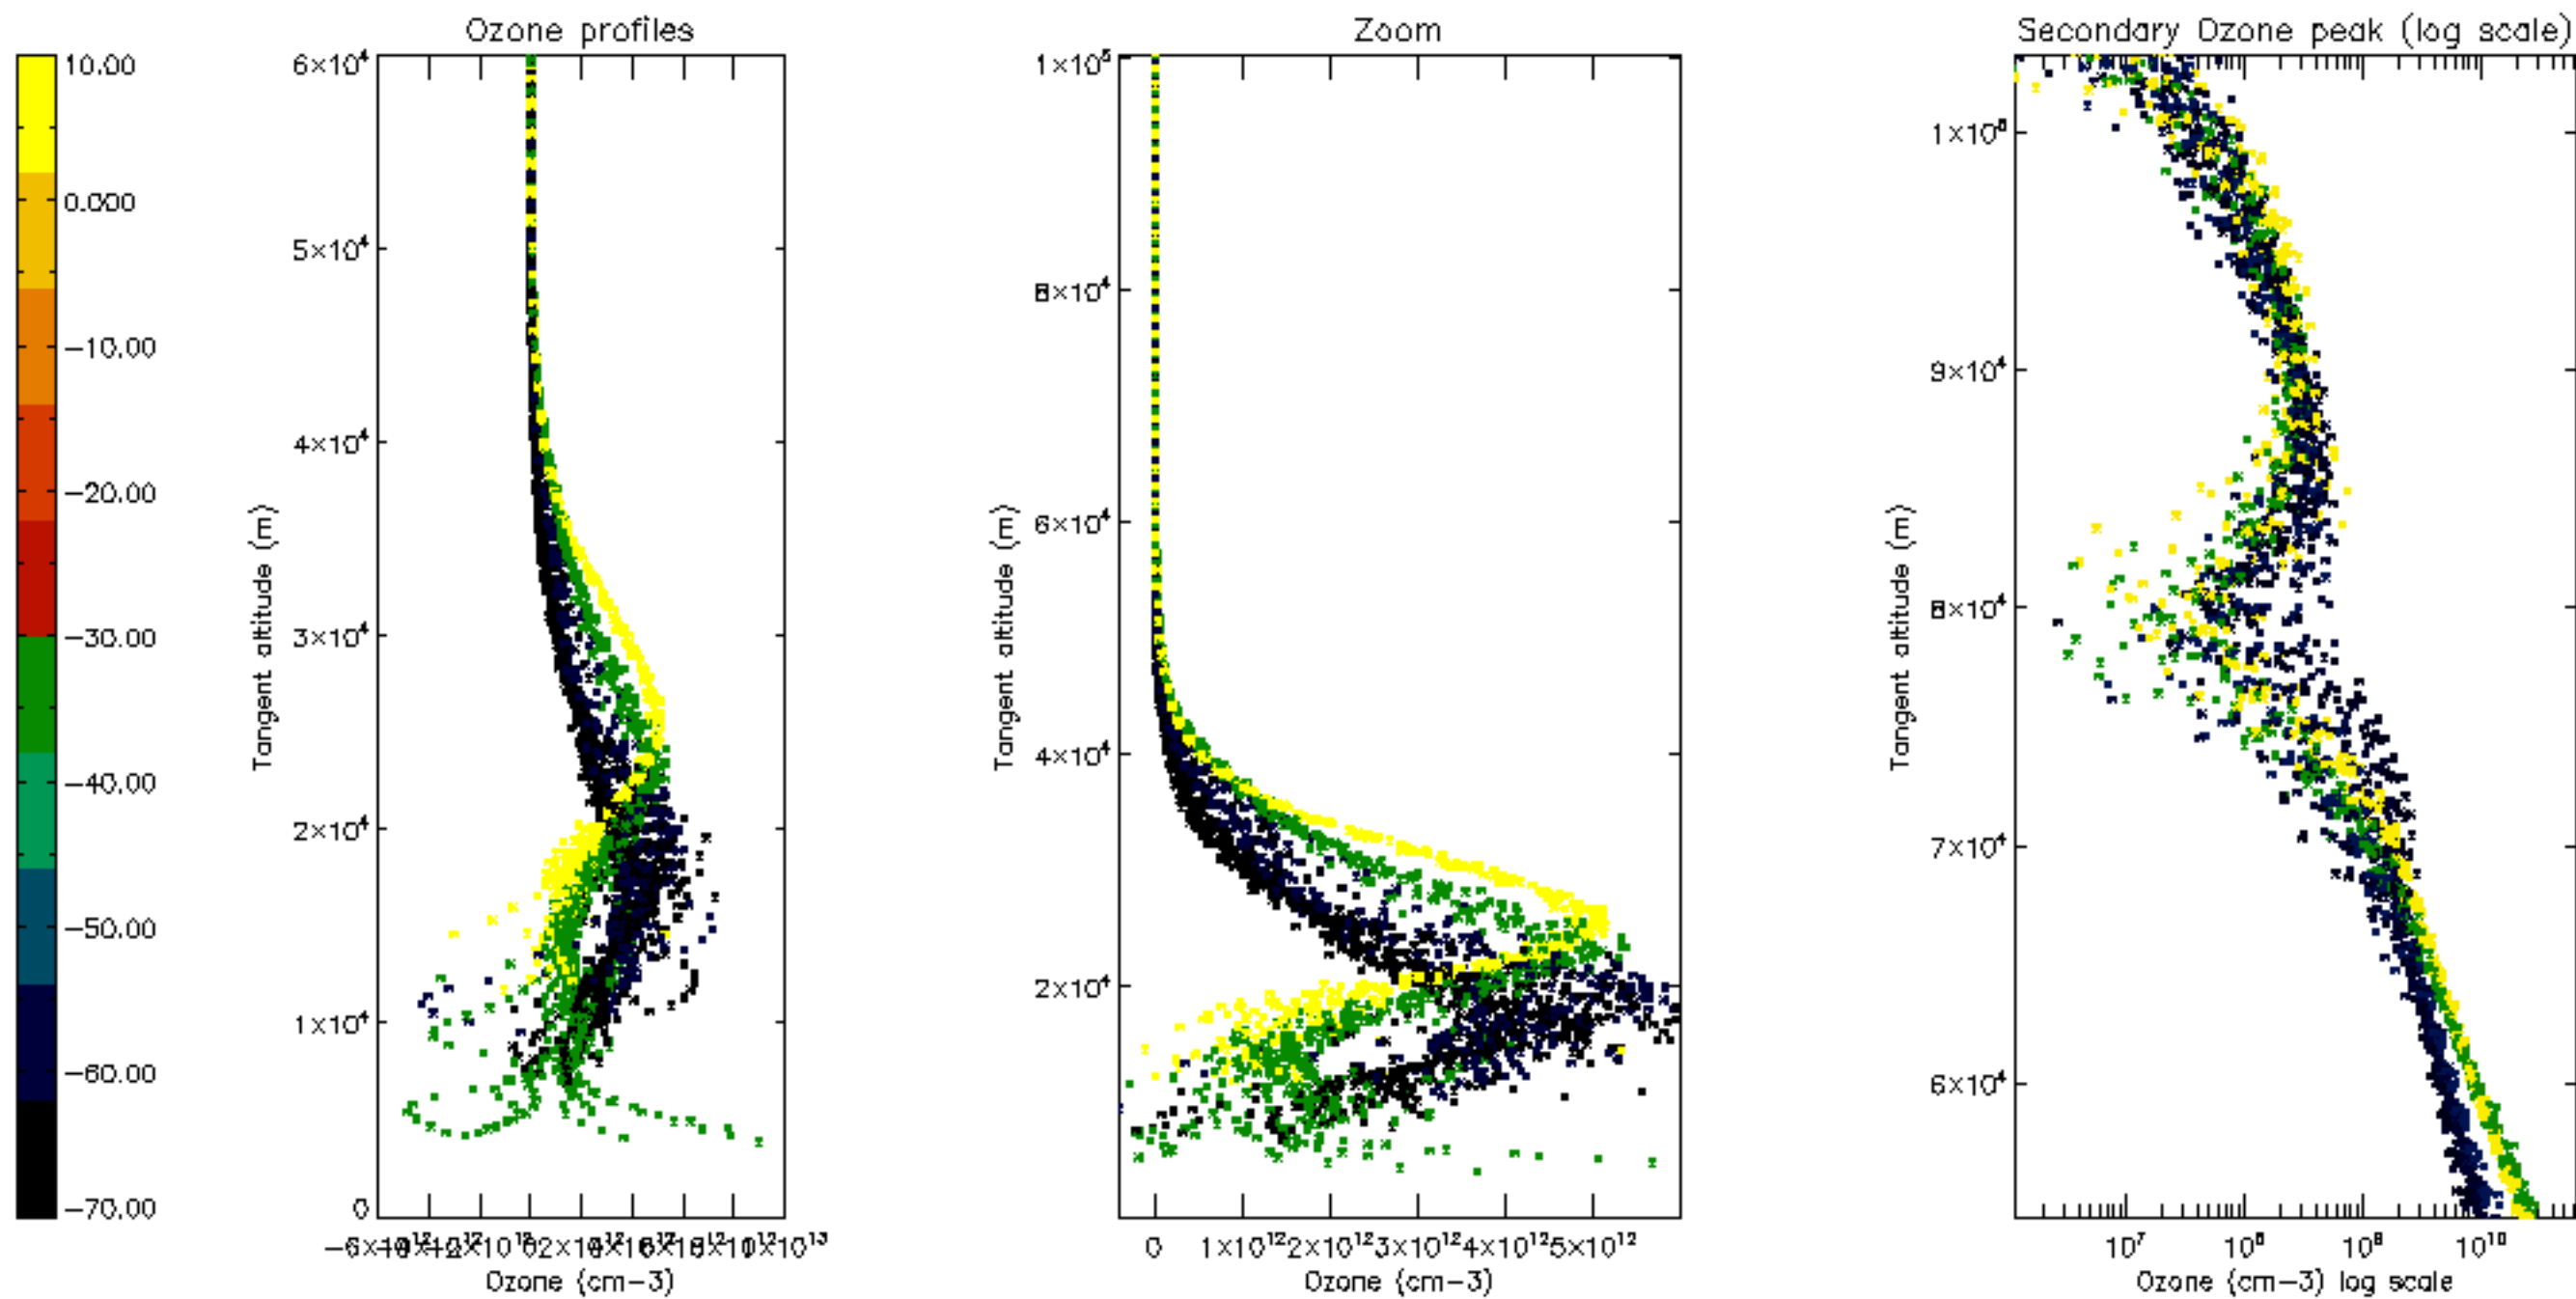 Ozone profiles
Zoom
Secondary Ozone peak (log scale)
10.00
0.000
-10.00
-20.00
-30.00
-40.00
-50.00
-60.00
-70.00
6×10⁴
5×10⁴
4×10⁴
3×10⁴
2×10⁴
1×10⁴
0
Tangent altitude (m)
1×10¹³
Ozone (cm-3)
1×10⁵
8×10⁴
6×10⁴
4×10⁴
2×10⁴
Tangent altitude (m)
0 1×10¹² 2×10¹² 3×10¹² 4×10¹² 5×10¹²
Ozone (cm-3)
9×10⁴
8×10⁴
7×10⁴
6×10⁴
Tangent altitude (m)
10⁷ 10⁸ 10⁹ 10¹⁰
Ozone (cm-3) log scale